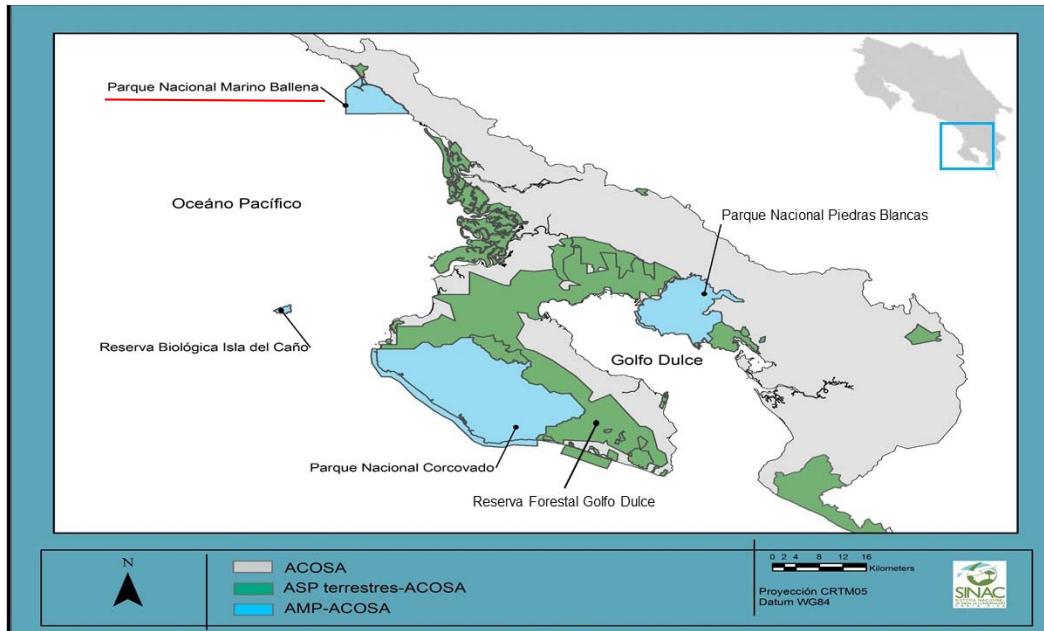 Parque Nacional Marino Ballena
Oceáno Pacífico
Parque Nacional Piedras Blancas
Reserva Biológica Isla del Caño
Golfo Dulce
Parque Nacional Corcovado
Reserva Forestal Golfo Dulce
N
ACOSA
ASP terrestres-ACOSA
AMP-ACOSA
0 2 4 8 12 16
Kilometers
Proyección CRTM05
Datum WG84
SINAC